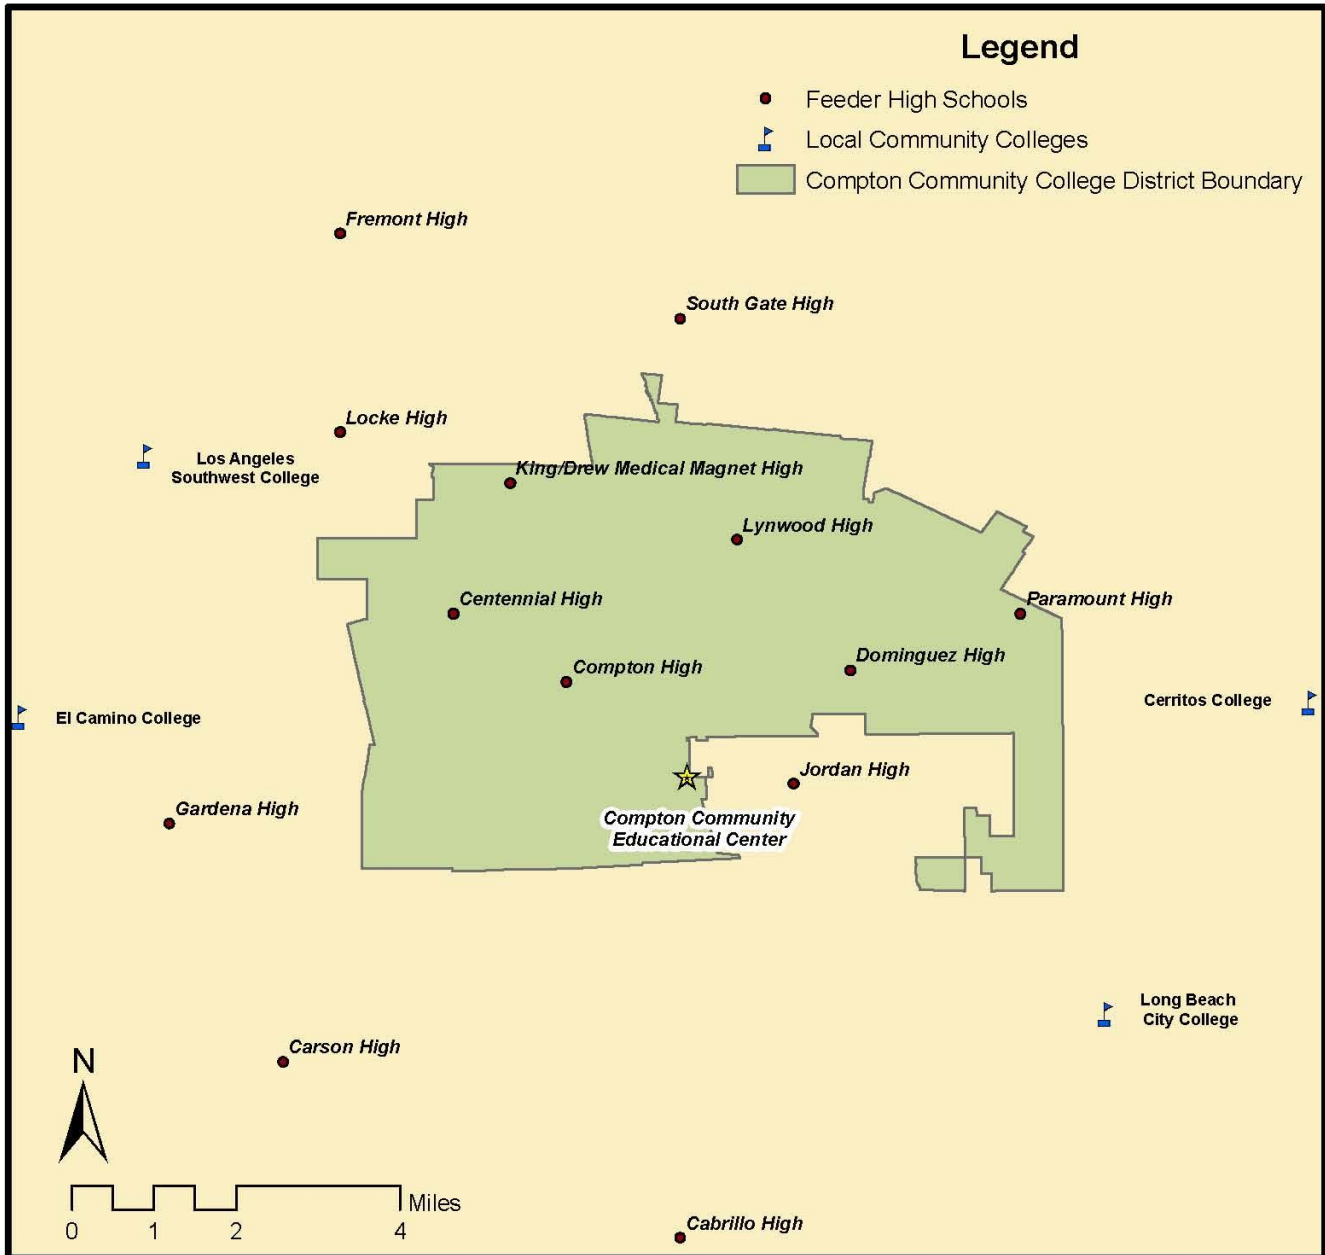 Legend
Feeder High Schools
Local Community Colleges
Compton Community College District Boundary
Fremont High
South Gate High
Locke High
Los Angeles
Southwest College
King/Drew Medical Magnet High
Lynwood High
Centennial High
Paramount High
Compton High
Dominguez High
El Camino College
Cerritos College
Jordan High
Gardena High
Compton Community
Educational Center
Long Beach
City College
Carson High
N
Miles
0 1 2 4
Cabrillo High